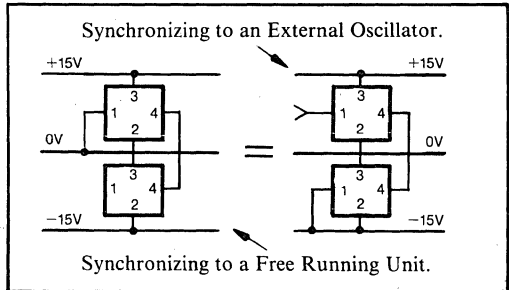 Synchronizing to an External Oscillator.
+15V +15V
3 3
1 4 1 4
2 2
0V 0V
3 3
1 4 1 4
2 2
−15V −15V
Synchronizing to a Free Running Unit.